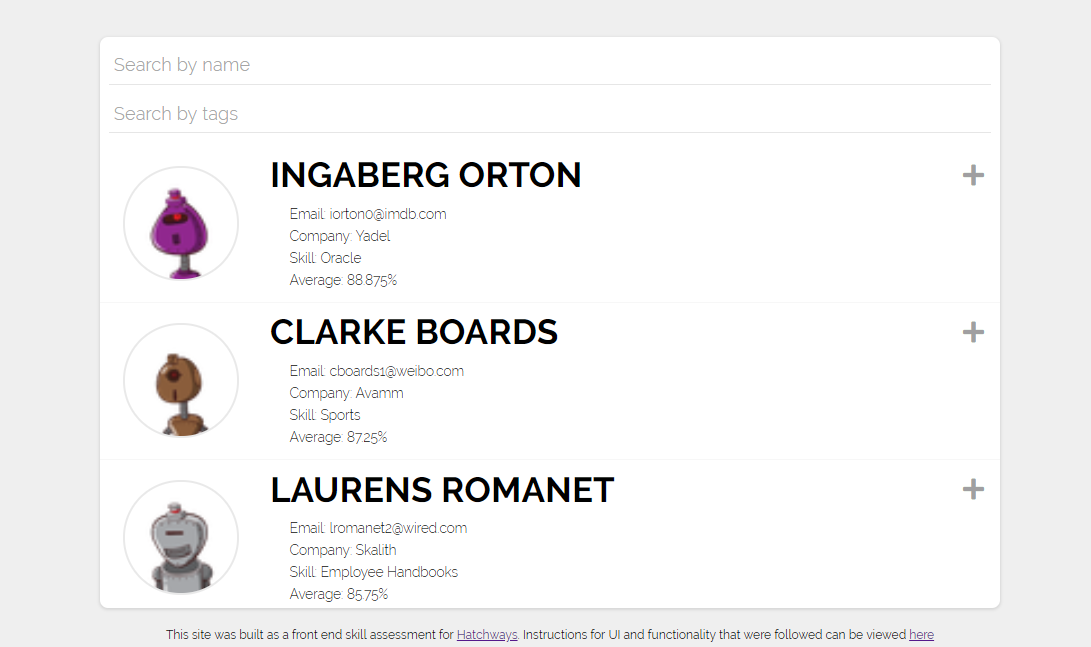 Search by name
Search by tags
INGABERG ORTON
Email: iorton0@imdb.com
Company: Yadel
Skill: Oracle
Average: 88.875%
CLARKE BOARDS
Email: cboards1@weibo.com
Company: Avamm
Skill: Sports
Average: 87.25%
LAURENS ROMANET
Email: lromanet2@wired.com
Company: Skalith
Skill: Employee Handbooks
Average: 85.75%
This site was built as a front end skill assessment for Hatchways. Instructions for UI and functionality that were followed can be viewed here